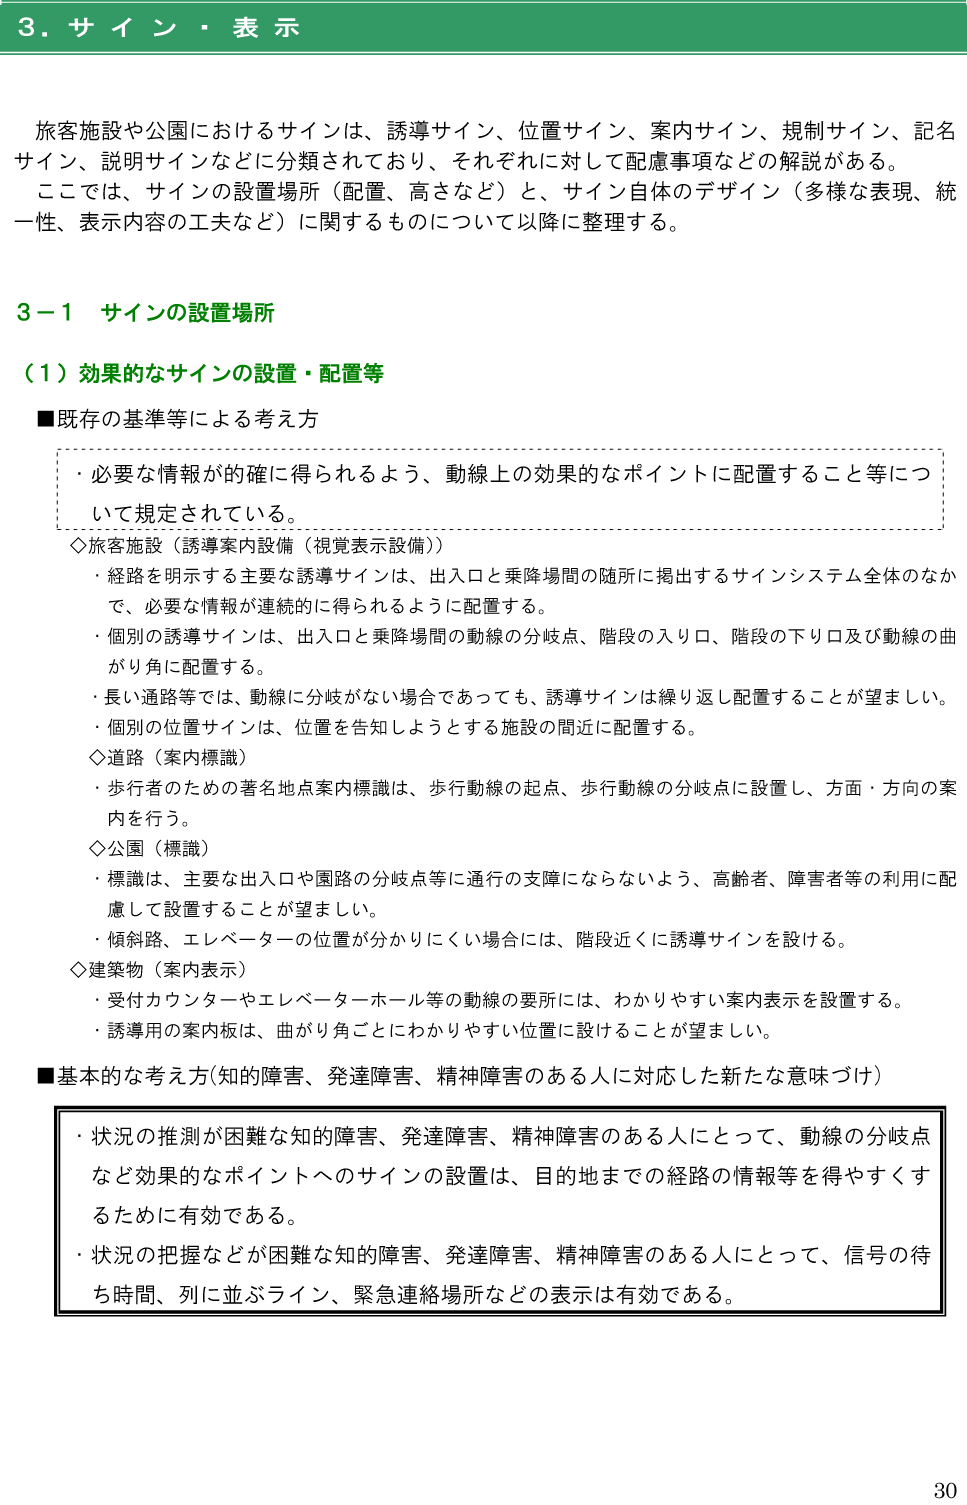 ３．サイン・表示
旅客施設や公園におけるサインは、誘導サイン、位置サイン、案内サイン、規制サイン、記名
サイン、説明サインなどに分類されており、それぞれに対して配慮事項などの解説がある。
ここでは、サインの設置場所（配置、高さなど）と、サイン自体のデザイン（多様な表現、統
一性、表示内容の工夫など）に関するものについて以降に整理する。
３－１　サインの設置場所
（１）効果的なサインの設置・配置等
■既存の基準等による考え方
・必要な情報が的確に得られるよう、動線上の効果的なポイントに配置すること等につ
いて規定されている。
◇旅客施設（誘導案内設備（視覚表示設備））
・経路を明示する主要な誘導サインは、出入口と乗降場間の随所に掲出するサインシステム全体のなか
で、必要な情報が連続的に得られるように配置する。
・個別の誘導サインは、出入口と乗降場間の動線の分岐点、階段の入り口、階段の下り口及び動線の曲
がり角に配置する。
・長い通路等では、動線に分岐がない場合であっても、誘導サインは繰り返し配置することが望ましい。
・個別の位置サインは、位置を告知しようとする施設の間近に配置する。
◇道路（案内標識）
・歩行者のための著名地点案内標識は、歩行動線の起点、歩行動線の分岐点に設置し、方面・方向の案
内を行う。
◇公園（標識）
・標識は、主要な出入口や園路の分岐点等に通行の支障にならないよう、高齢者、障害者等の利用に配
慮して設置することが望ましい。
・傾斜路、エレベーターの位置が分かりにくい場合には、階段近くに誘導サインを設ける。
◇建築物（案内表示）
・受付カウンターやエレベーターホール等の動線の要所には、わかりやすい案内表示を設置する。
・誘導用の案内板は、曲がり角ごとにわかりやすい位置に設けることが望ましい。
■基本的な考え方(知的障害、発達障害、精神障害のある人に対応した新たな意味づけ）
・状況の推測が困難な知的障害、発達障害、精神障害のある人にとって、動線の分岐点
など効果的なポイントへのサインの設置は、目的地までの経路の情報等を得やすくす
るために有効である。
・状況の把握などが困難な知的障害、発達障害、精神障害のある人にとって、信号の待
ち時間、列に並ぶライン、緊急連絡場所などの表示は有効である。
30